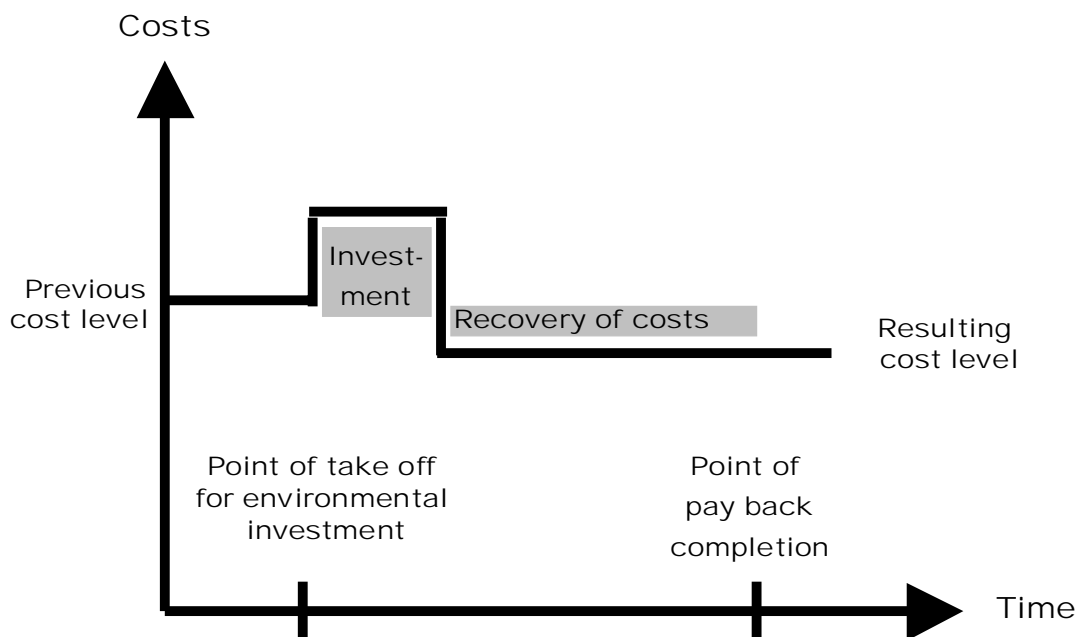 Costs
Invest-
ment
Previous
cost level
Recovery of costs
Resulting
cost level
Point of take off
for environmental
investment
Point of
pay back
completion
Time